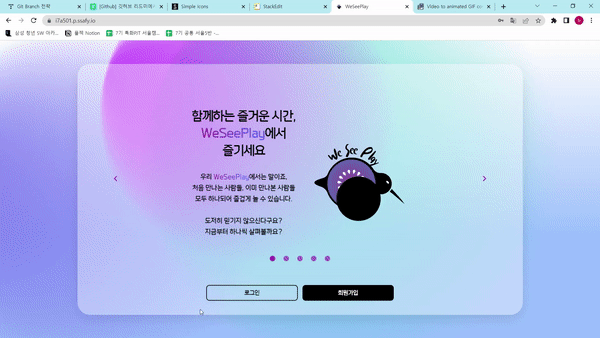 Git Branch 전략
[Github] 깃허브 리드미에
Simple icons
StackEdit
WeSeePlay
Video to animated GIF co
i7a501.p.ssafy.io
삼성 청년 SW 아카...
올려 Notion
7기 특화PJT 서울캠...
7기 공통 서울5반 -...
함께하는 즐거운 시간,
WeSeePlay에서
즐기세요
우리 WeSeePlay에서는 말이죠,
처음 만나는 사람들, 이미 만나본 사람들
모두 하나되어 즐겁게 놀 수 있습니다.
도저히 믿기지 않으신다구요?
지금부터 하나씩 살펴볼까요?
We See Play
로그인
회원가입